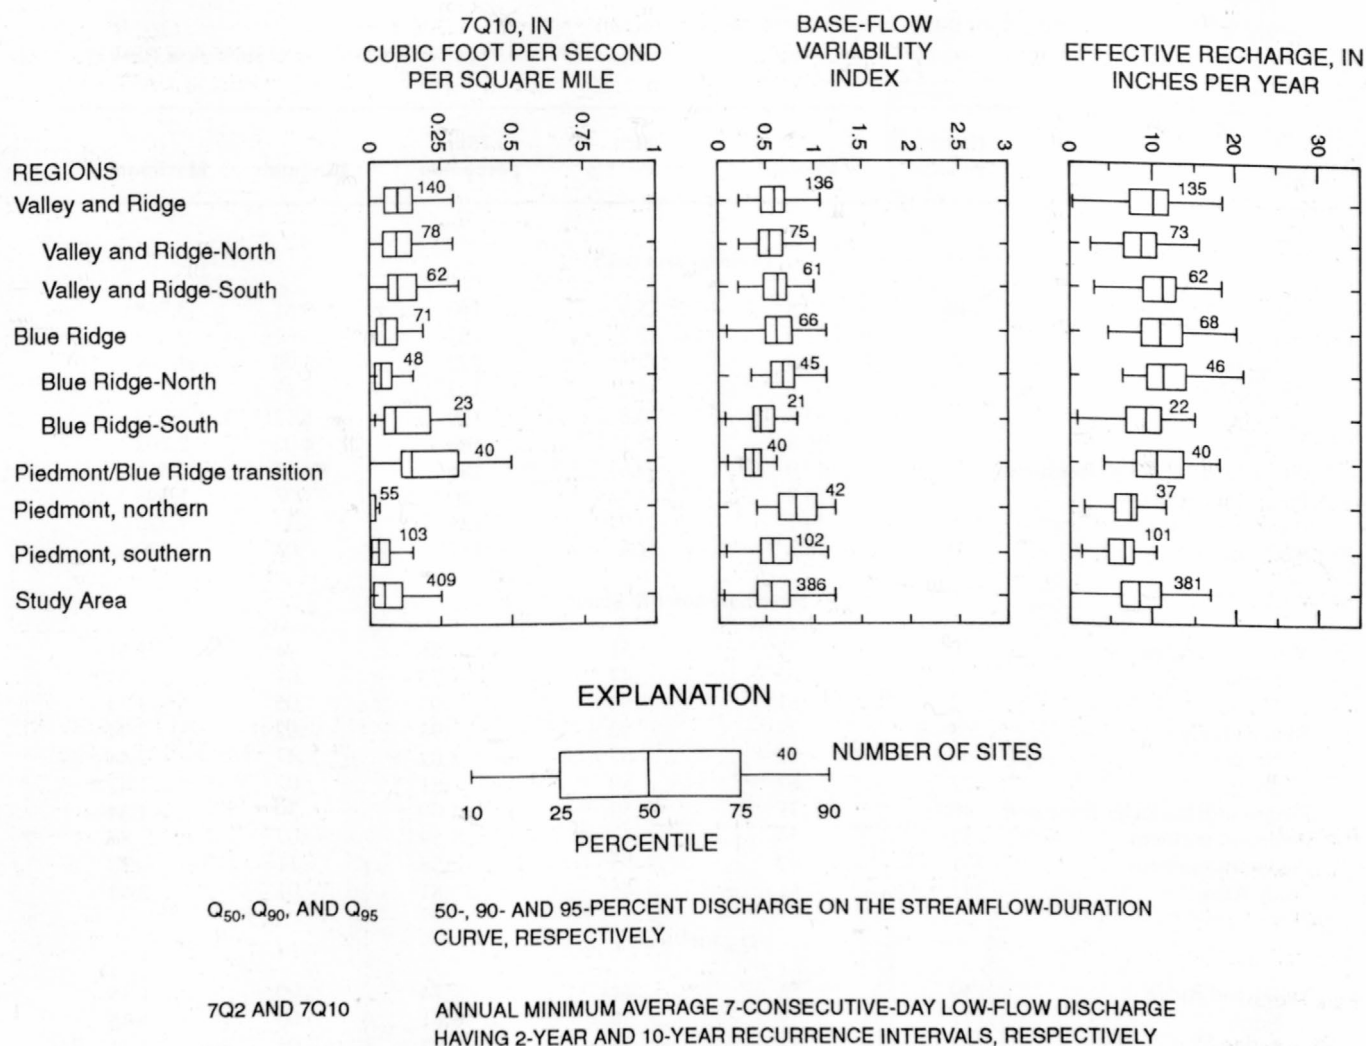 7Q10, IN
CUBIC FOOT PER SECOND
PER SQUARE MILE
BASE-FLOW
VARIABILITY
INDEX
EFFECTIVE RECHARGE, IN
INCHES PER YEAR
0 0.25 0.5 0.75 1
0 0.5 1 1.5 2 2.5 3
0 10 20 30
REGIONS
Valley and Ridge 140 136 135
Valley and Ridge-North 78 75 73
Valley and Ridge-South 62 61 62
Blue Ridge 71 66 68
Blue Ridge-North 48 45 46
Blue Ridge-South 23 21 22
Piedmont/Blue Ridge transition 40 40 40
Piedmont, northern 55 42 37
Piedmont, southern 103 102 101
Study Area 409 386 381
EXPLANATION
40 NUMBER OF SITES
10 25 50 75 90
PERCENTILE
Q50, Q90, AND Q95 50-, 90- AND 95-PERCENT DISCHARGE ON THE STREAMFLOW-DURATION
CURVE, RESPECTIVELY
7Q2 AND 7Q10 ANNUAL MINIMUM AVERAGE 7-CONSECUTIVE-DAY LOW-FLOW DISCHARGE
HAVING 2-YEAR AND 10-YEAR RECURRENCE INTERVALS, RESPECTIVELY